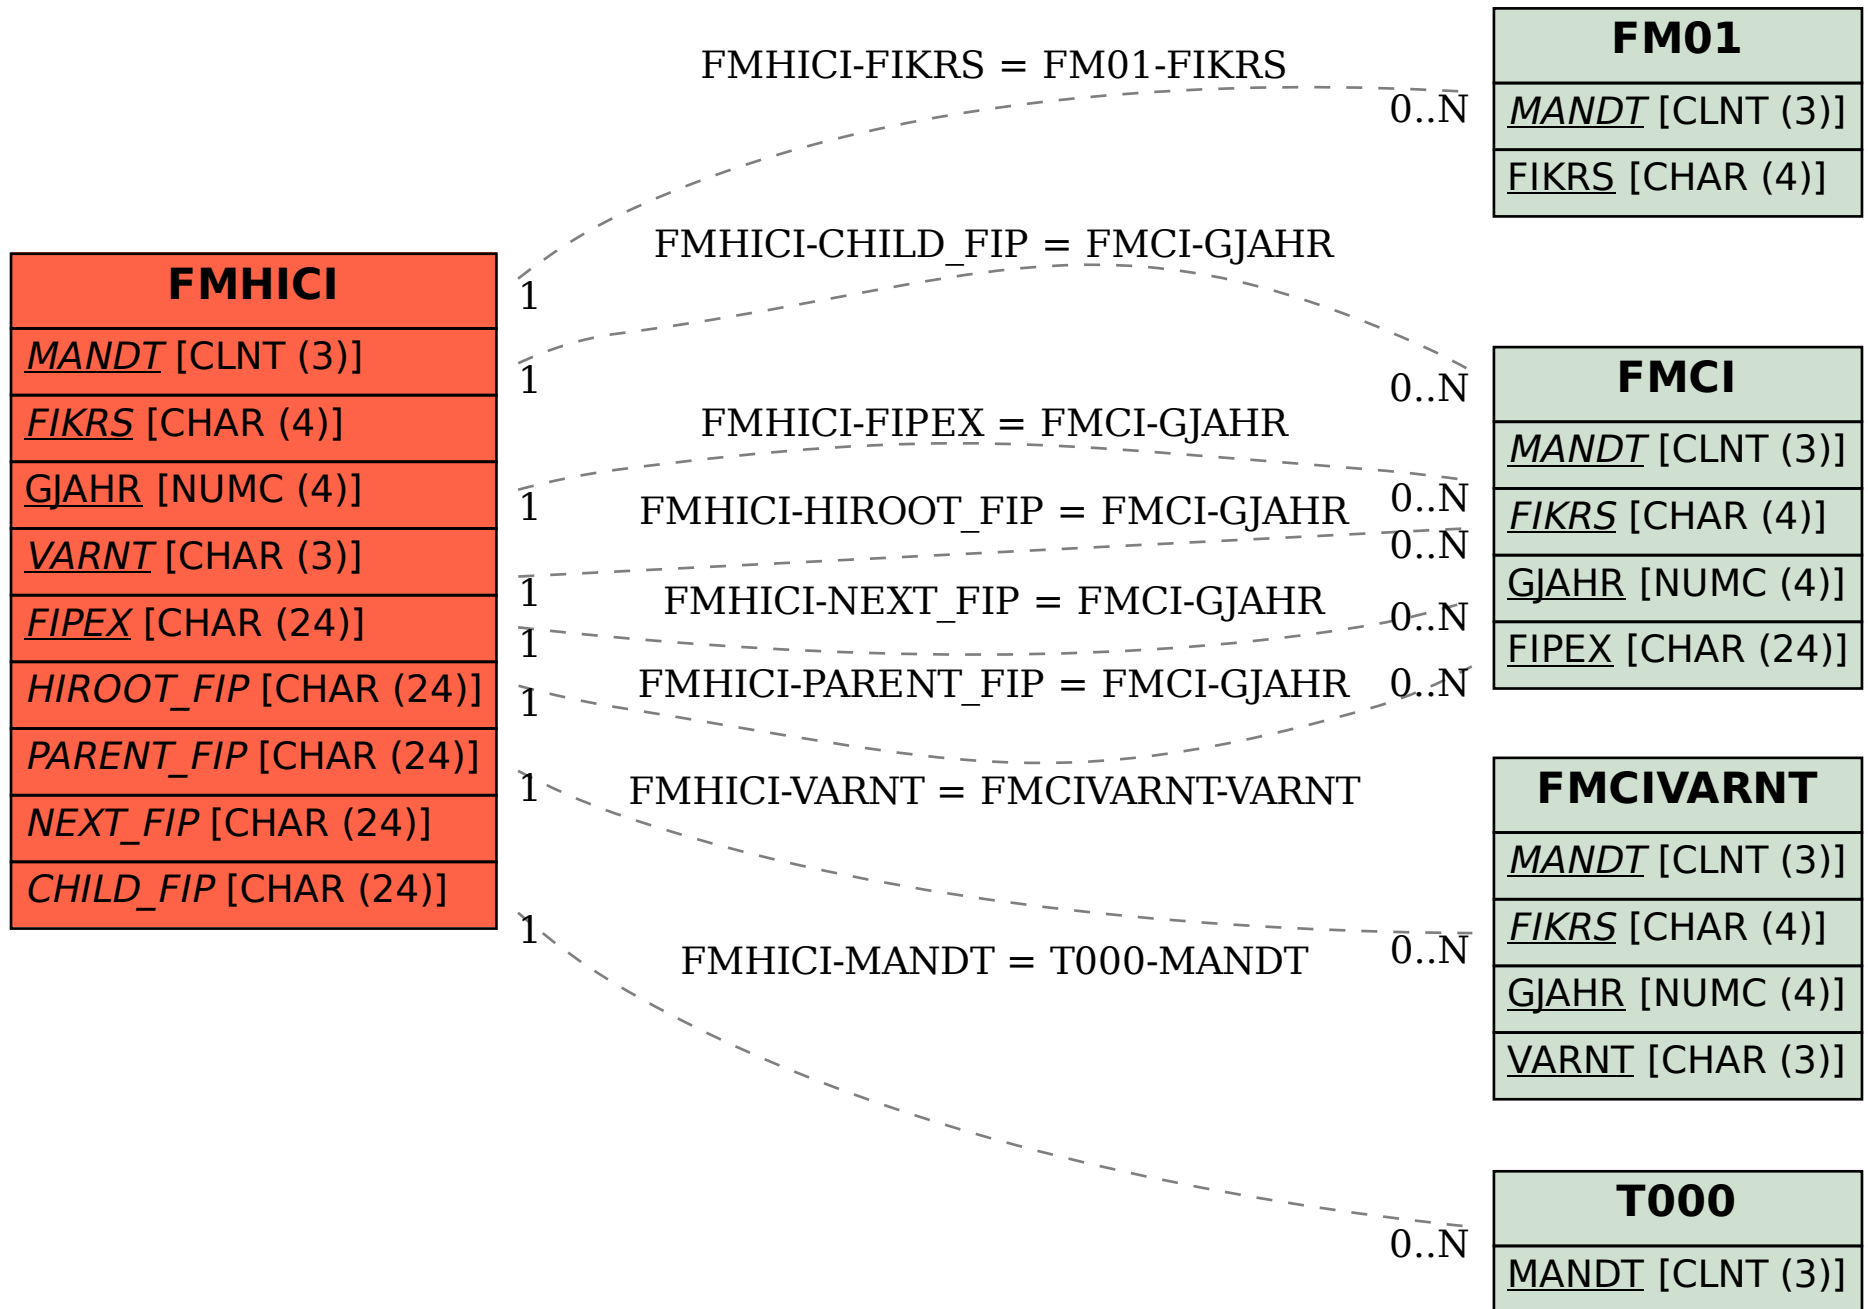 FMHICI
MANDT [CLNT (3)]
FIKRS [CHAR (4)]
GJAHR [NUMC (4)]
VARNT [CHAR (3)]
FIPEX [CHAR (24)]
HIROOT_FIP [CHAR (24)]
PARENT_FIP [CHAR (24)]
NEXT_FIP [CHAR (24)]
CHILD_FIP [CHAR (24)]
FMHICI-FIKRS = FM01-FIKRS
1
0..N
FMHICI-CHILD_FIP = FMCI-GJAHR
1
0..N
FMHICI-FIPEX = FMCI-GJAHR
1
0..N
FMHICI-HIROOT_FIP = FMCI-GJAHR
1
0..N
FMHICI-NEXT_FIP = FMCI-GJAHR
1
0..N
FMHICI-PARENT_FIP = FMCI-GJAHR
1
0..N
FMHICI-VARNT = FMCIVARNT-VARNT
1
0..N
FMHICI-MANDT = T000-MANDT
1
0..N
FM01
MANDT [CLNT (3)]
FIKRS [CHAR (4)]
FMCI
MANDT [CLNT (3)]
FIKRS [CHAR (4)]
GJAHR [NUMC (4)]
FIPEX [CHAR (24)]
FMCIVARNT
MANDT [CLNT (3)]
FIKRS [CHAR (4)]
GJAHR [NUMC (4)]
VARNT [CHAR (3)]
T000
MANDT [CLNT (3)]